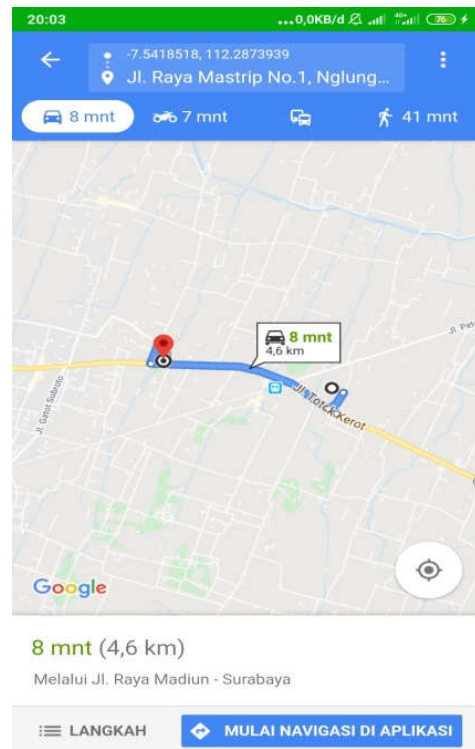 20:03
...0,0KB/d
76
-7.5418518, 112.2873939
Jl. Raya Mastrip No.1, Nglung...
8 mnt
7 mnt
41 mnt
8 mnt
4,6 km
Jl. Gatot Subroto
Jl. Totok Kerot
Google
8 mnt (4,6 km)
Melalui Jl. Raya Madiun - Surabaya
LANGKAH
MULAI NAVIGASI DI APLIKASI